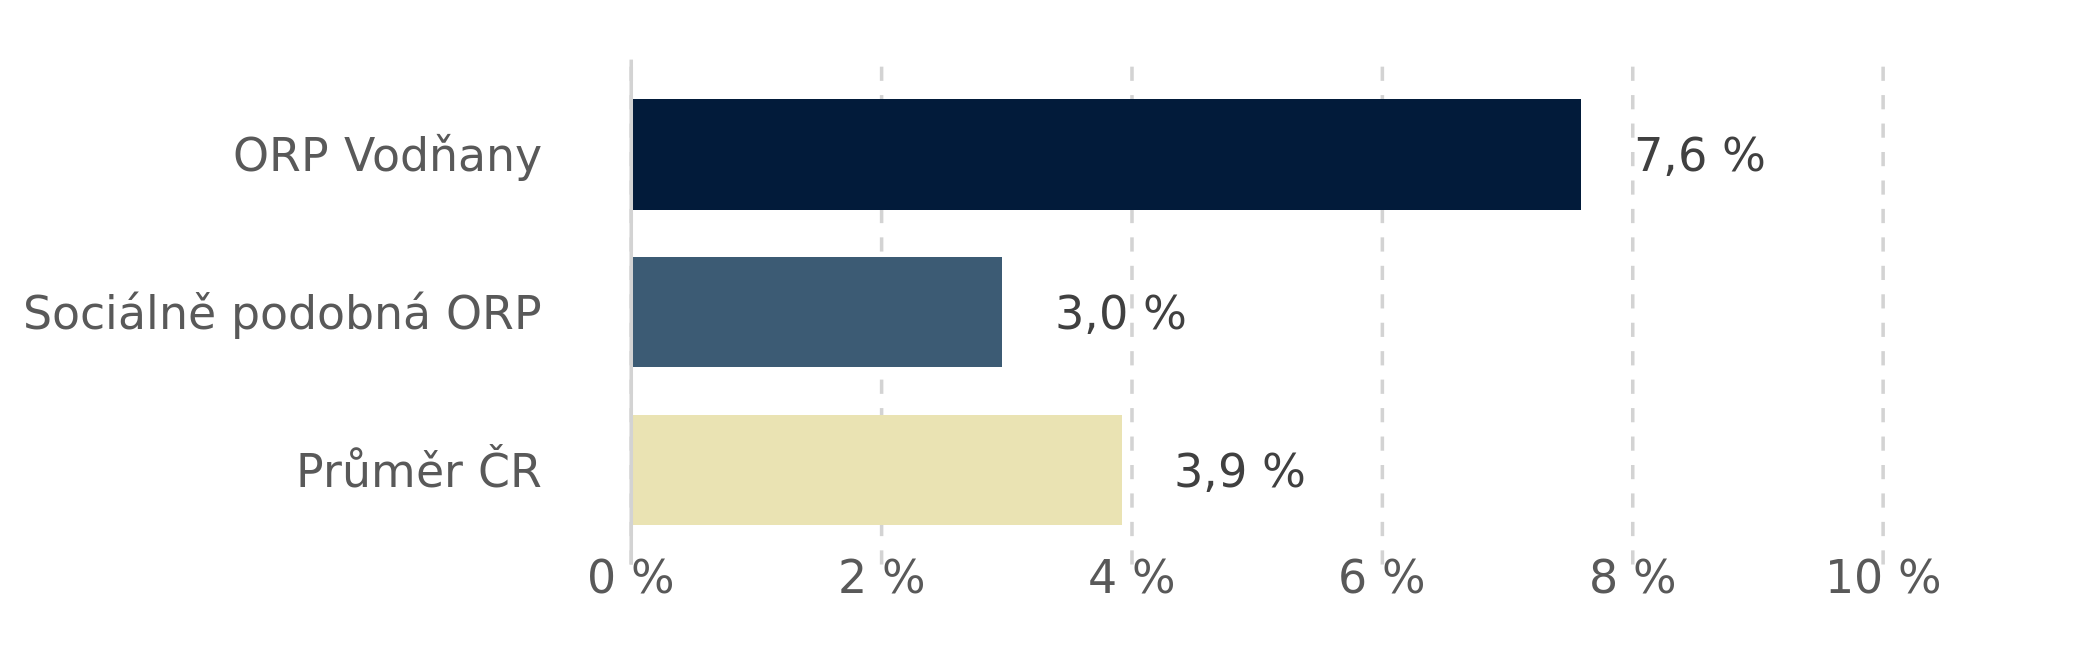 ORP Vodňany 7,6 %
Sociálně podobná ORP 3,0 %
Průměr ČR 3,9 %
0 % 2 % 4 % 6 % 8 % 10 %